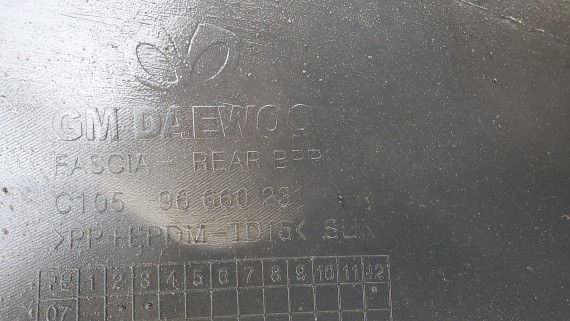 GM DAEWOO
FASCIA - REAR BPR
C105 96 660 231
>PP+EPDM-TD15<
1 2 3 4 5 6 7 8 9 10 11 12
07